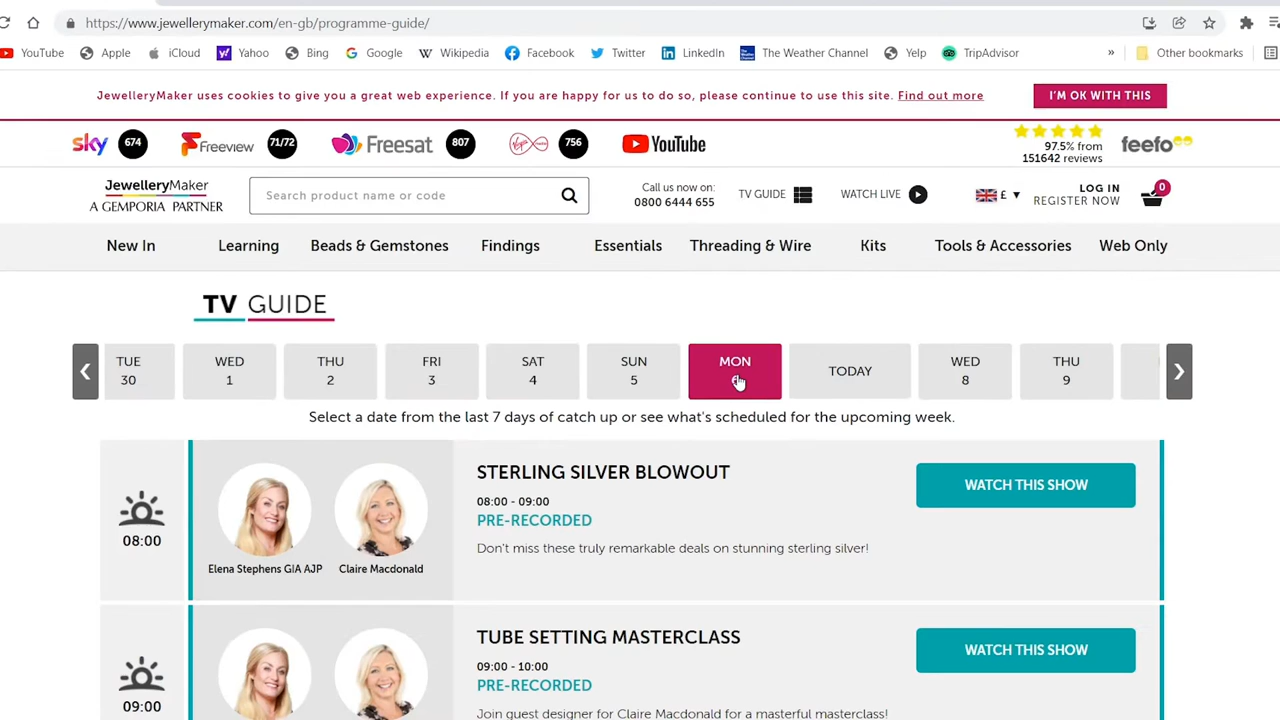 https://www.jewellerymaker.com/en-gb/programme-guide/
YouTube Apple iCloud Yahoo Bing Google Wikipedia Facebook Twitter LinkedIn The Weather Channel Yelp TripAdvisor » Other bookmarks
JewelleryMaker uses cookies to give you a great web experience. If you are happy for us to do so, please continue to use this site. Find out more I'M OK WITH THIS
sky 674 Freeview 71/72 Freesat 807 756 YouTube 97.5% from feefo
151642 reviews
JewelleryMaker
A GEMPORIA PARTNER
Search product name or code
Call us now on:
0800 6444 655
TV GUIDE WATCH LIVE £ ▼ LOG IN
REGISTER NOW
0
New In Learning Beads & Gemstones Findings Essentials Threading & Wire Kits Tools & Accessories Web Only
TV GUIDE
TUE WED THU FRI SAT SUN MON TODAY WED THU
30 1 2 3 4 5 8 9
Select a date from the last 7 days of catch up or see what's scheduled for the upcoming week.
STERLING SILVER BLOWOUT WATCH THIS SHOW
08:00 - 09:00
PRE-RECORDED
08:00
Don't miss these truly remarkable deals on stunning sterling silver!
Elena Stephens GIA AJP Claire Macdonald
TUBE SETTING MASTERCLASS WATCH THIS SHOW
09:00 - 10:00
PRE-RECORDED
09:00
Join guest designer for Claire Macdonald for a masterful masterclass!